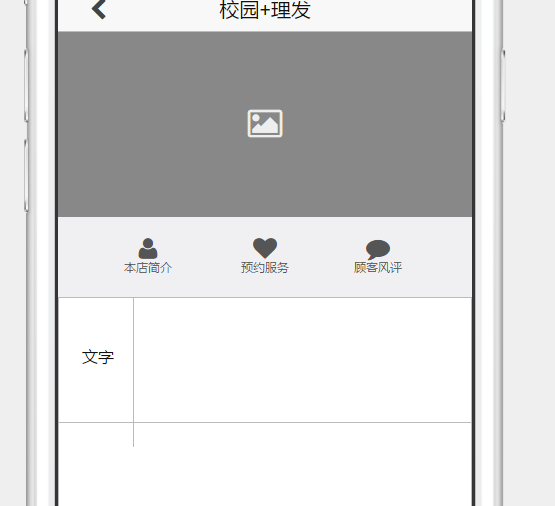 校园+理发
本店简介
预约服务
顾客风评
文字